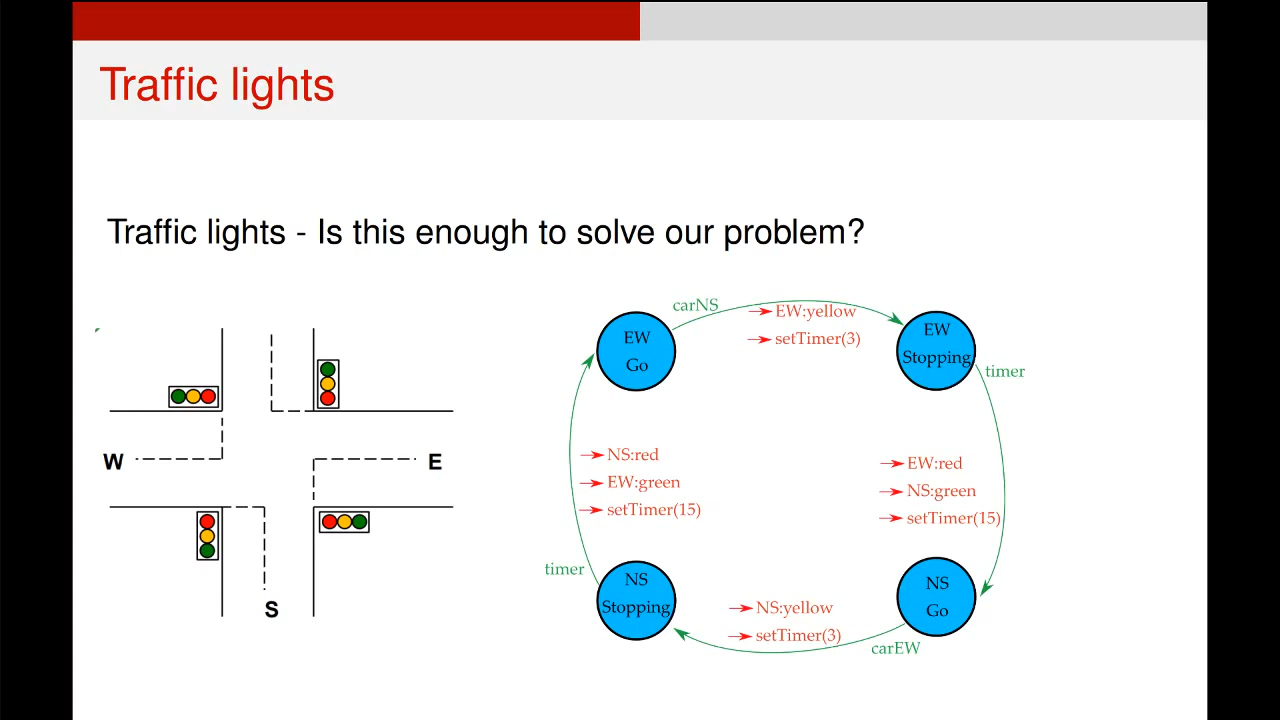 Traffic lights
Traffic lights - Is this enough to solve our problem?
W
E
S
carNS
EW:yellow
setTimer(3)
EW
Go
EW
Stopping
timer
NS:red
EW:green
setTimer(15)
EW:red
NS:green
setTimer(15)
timer
NS
Stopping
NS:yellow
setTimer(3)
NS
Go
carEW